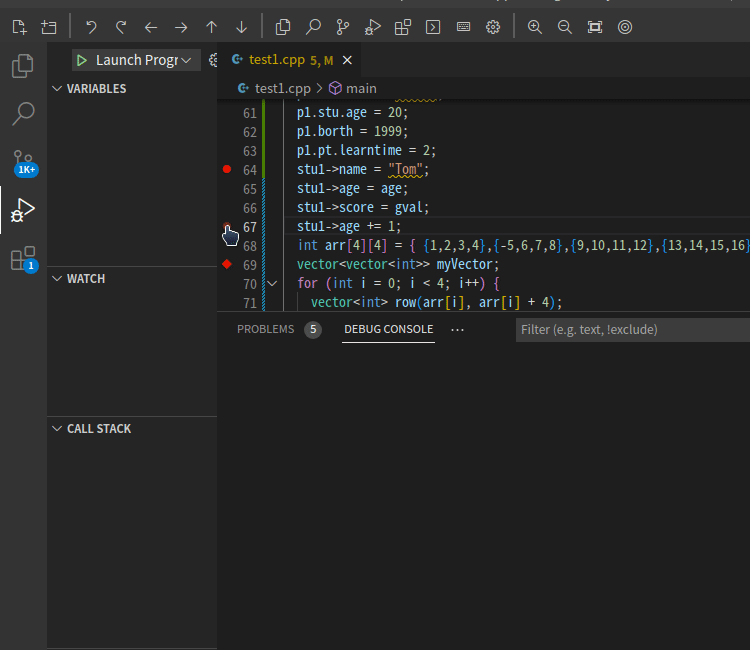 Launch Progr
test1.cpp 5, M
test1.cpp > main
VARIABLES
61 p1.stu.age = 20;
62 p1.borth = 1999;
63 p1.pt.learntime = 2;
64 stu1->name = "Tom";
65 stu1->age = age;
66 stu1->score = gval;
67 stu1->age += 1;
68 int arr[4][4] = { {1,2,3,4},{-5,6,7,8},{9,10,11,12},{13,14,15,16}
69 vector<vector<int>> myVector;
70 for (int i = 0; i < 4; i++) {
71 vector<int> row(arr[i], arr[i] + 4);
1K+
1
WATCH
PROBLEMS 5 DEBUG CONSOLE ...
Filter (e.g. text, !exclude)
CALL STACK